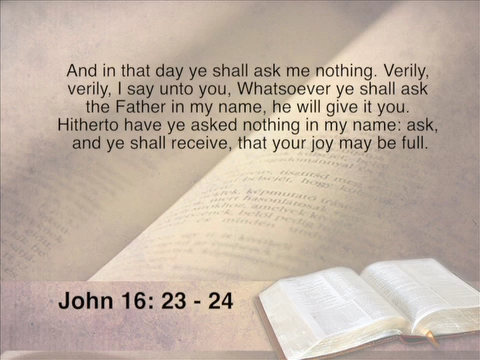 And in that day ye shall ask me nothing. Verily,
verily, I say unto you, Whatsoever ye shall ask
the Father in my name, he will give it you.
Hitherto have ye asked nothing in my name: ask,
and ye shall receive, that your joy may be full.
John 16: 23 - 24